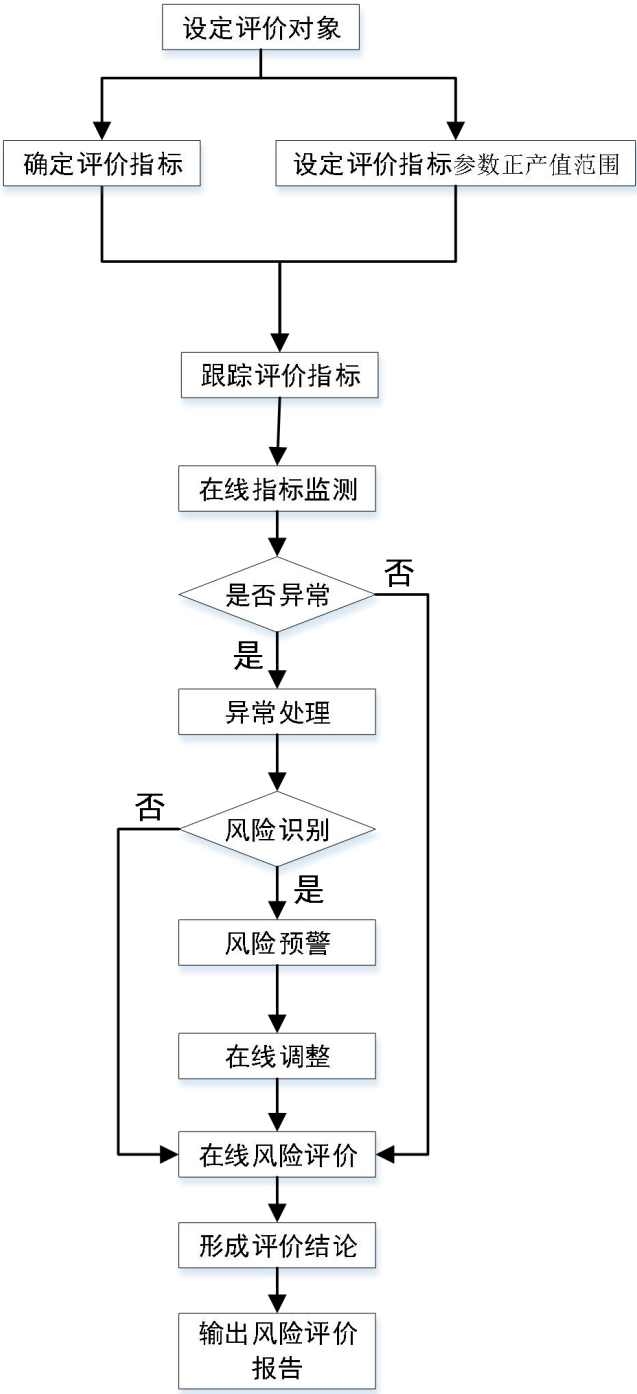 设定评价对象
确定评价指标
设定评价指标参数正产值范围
跟踪评价指标
在线指标监测
是否异常
否
是
异常处理
否
风险识别
是
风险预警
在线调整
在线风险评价
形成评价结论
输出风险评价
报告